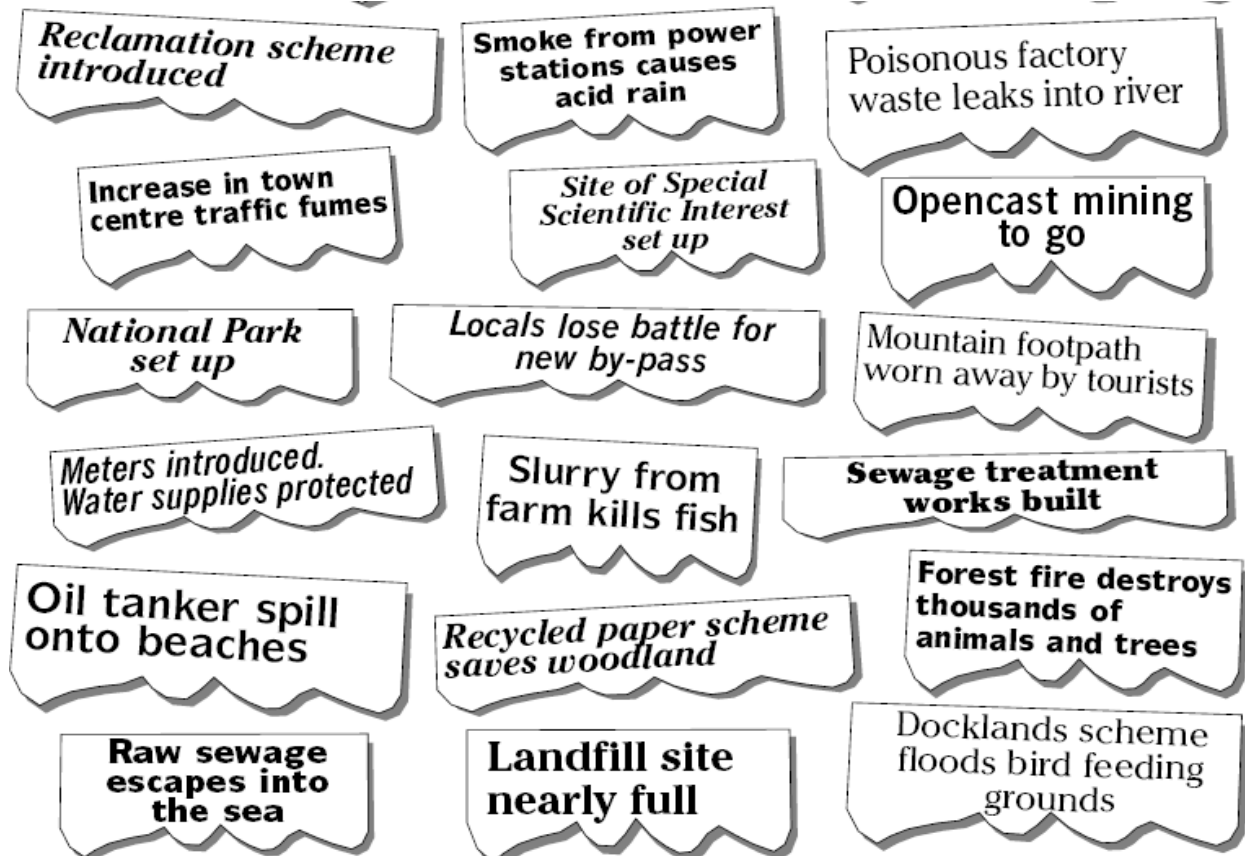 Reclamation scheme
introduced
Smoke from power
stations causes
acid rain
Poisonous factory
waste leaks into river
Increase in town
centre traffic fumes
Site of Special
Scientific Interest
set up
Opencast mining
to go
National Park
set up
Locals lose battle for
new by-pass
Mountain footpath
worn away by tourists
Meters introduced.
Water supplies protected
Slurry from
farm kills fish
Sewage treatment
works built
Oil tanker spill
onto beaches
Recycled paper scheme
saves woodland
Forest fire destroys
thousands of
animals and trees
Raw sewage
escapes into
the sea
Landfill site
nearly full
Docklands scheme
floods bird feeding
grounds